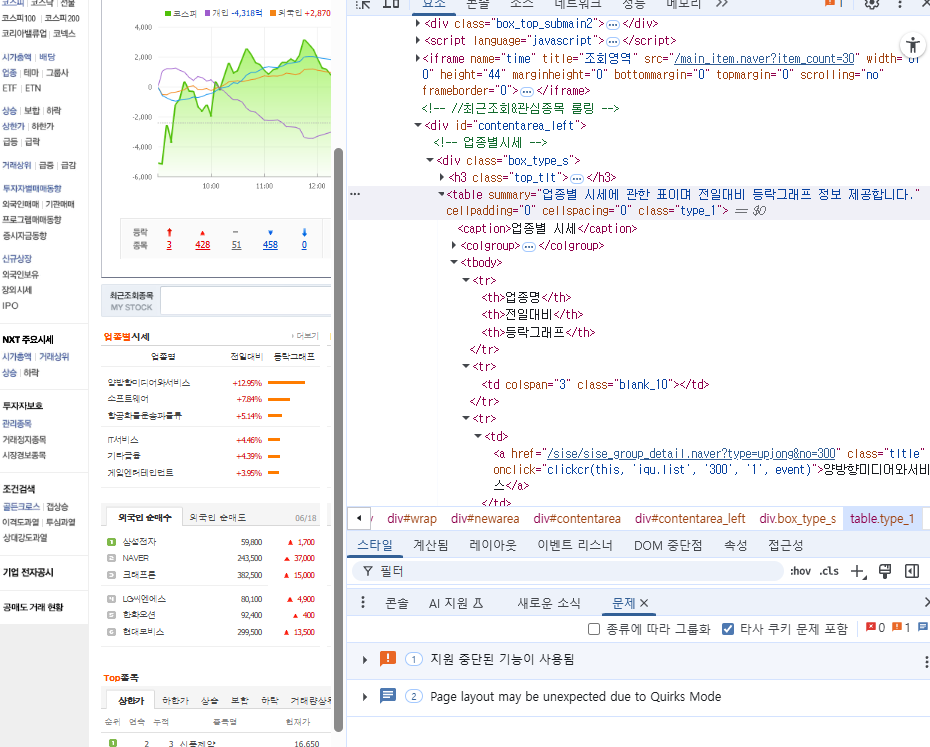 코스피 | 코스닥 | 선물
코스피100 | 코스피200
코리아밸류업 | 코넥스
시가총액 | 배당
업종 | 테마 | 그룹사
ETF | ETN
상승 | 보합 | 하락
상한가 | 하한가
급등 | 급락
거래상위 | 급증 | 급감
투자자별매매동향
외국인매매 | 기관매매
프로그램매매동향
증시자금동향
신규상장
외국인보유
장외시세
IPO
NXT 주요시세
시가총액 | 거래상위
상승 | 하락
투자자보호
관리종목
거래정지종목
시장경보종목
조건검색
골든크로스 | 갭상승
이격도과열 | 투심과열
상대강도과열
기업 전자공시
공매도 거래 현황
코스피 개인 -4,318억 외국인 +2,870
4,000
2,000
0
-2,000
-4,000
-6,000
10:00 11:00 12:00
등락 종목
3 428 51 458 0
최근조회종목
MY STOCK
업종별시세 더보기
업종명 전일대비 등락그래프
양방향미디어와서비스 +12.95%
소프트웨어 +7.84%
항공화물운송과물류 +5.14%
IT서비스 +4.46%
기타금융 +4.39%
게임엔터테인먼트 +3.95%
외국인 순매수 외국인 순매도 06/18
1 삼성전자 59,800 ▲ 1,700
2 NAVER 243,500 ▲ 37,000
3 크래프톤 382,500 ▲ 15,000
4 LG씨엔에스 80,100 ▲ 4,900
5 한화오션 92,400 ▲ 400
6 현대모비스 299,500 ▲ 13,500
Top종목
상한가 하한가 상승 보합 하락 거래량상위
순위 연속 누적 종목명 현재가
1 2 3 신풍제약 16,650
요소 콘솔 소스 네트워크 성능 메모리 1
<div class="box_top_submain2"> </div>
<script language="javascript"> </script>
<iframe name="time" title="조회영역" src="/main_item.naver?item_count=30" width="
0" height="44" marginheight="0" bottommargin="0" topmargin="0" scrolling="no"
frameborder="0"> </iframe>
<!-- //최근조회&관심종목 롤링 -->
<div id="contentarea_left">
<!-- 업종별시세 -->
<div class="box_type_s">
<h3 class="top_tlt"> </h3>
<table summary="업종별 시세에 관한 표이며 전일대비 등락그래프 정보 제공합니다."
cellpadding="0" cellspacing="0" class="type_1"> == $0
<caption>업종별 시세</caption>
<colgroup> </colgroup>
<tbody>
<tr>
<th>업종명</th>
<th>전일대비</th>
<th>등락그래프</th>
</tr>
<tr>
<td colspan="3" class="blank_10"></td>
</tr>
<tr>
<td>
<a href="/sise/sise_group_detail.naver?type=upjong&no=300" class="tltle"
onclick="clickcr(this, 'iqu.list', '300', '1', event)">양방향미디어와서비
스</a>
</td>
div#wrap div#newarea div#contentarea div#contentarea_left div.box_type_s table.type_1
스타일 계산됨 레이아웃 이벤트 리스너 DOM 중단점 속성 접근성
필터 :hov .cls
콘솔 AI 지원 새로운 소식 문제
종류에 따라 그룹화 타사 쿠키 문제 포함 0 1
1 지원 중단된 기능이 사용됨
2 Page layout may be unexpected due to Quirks Mode